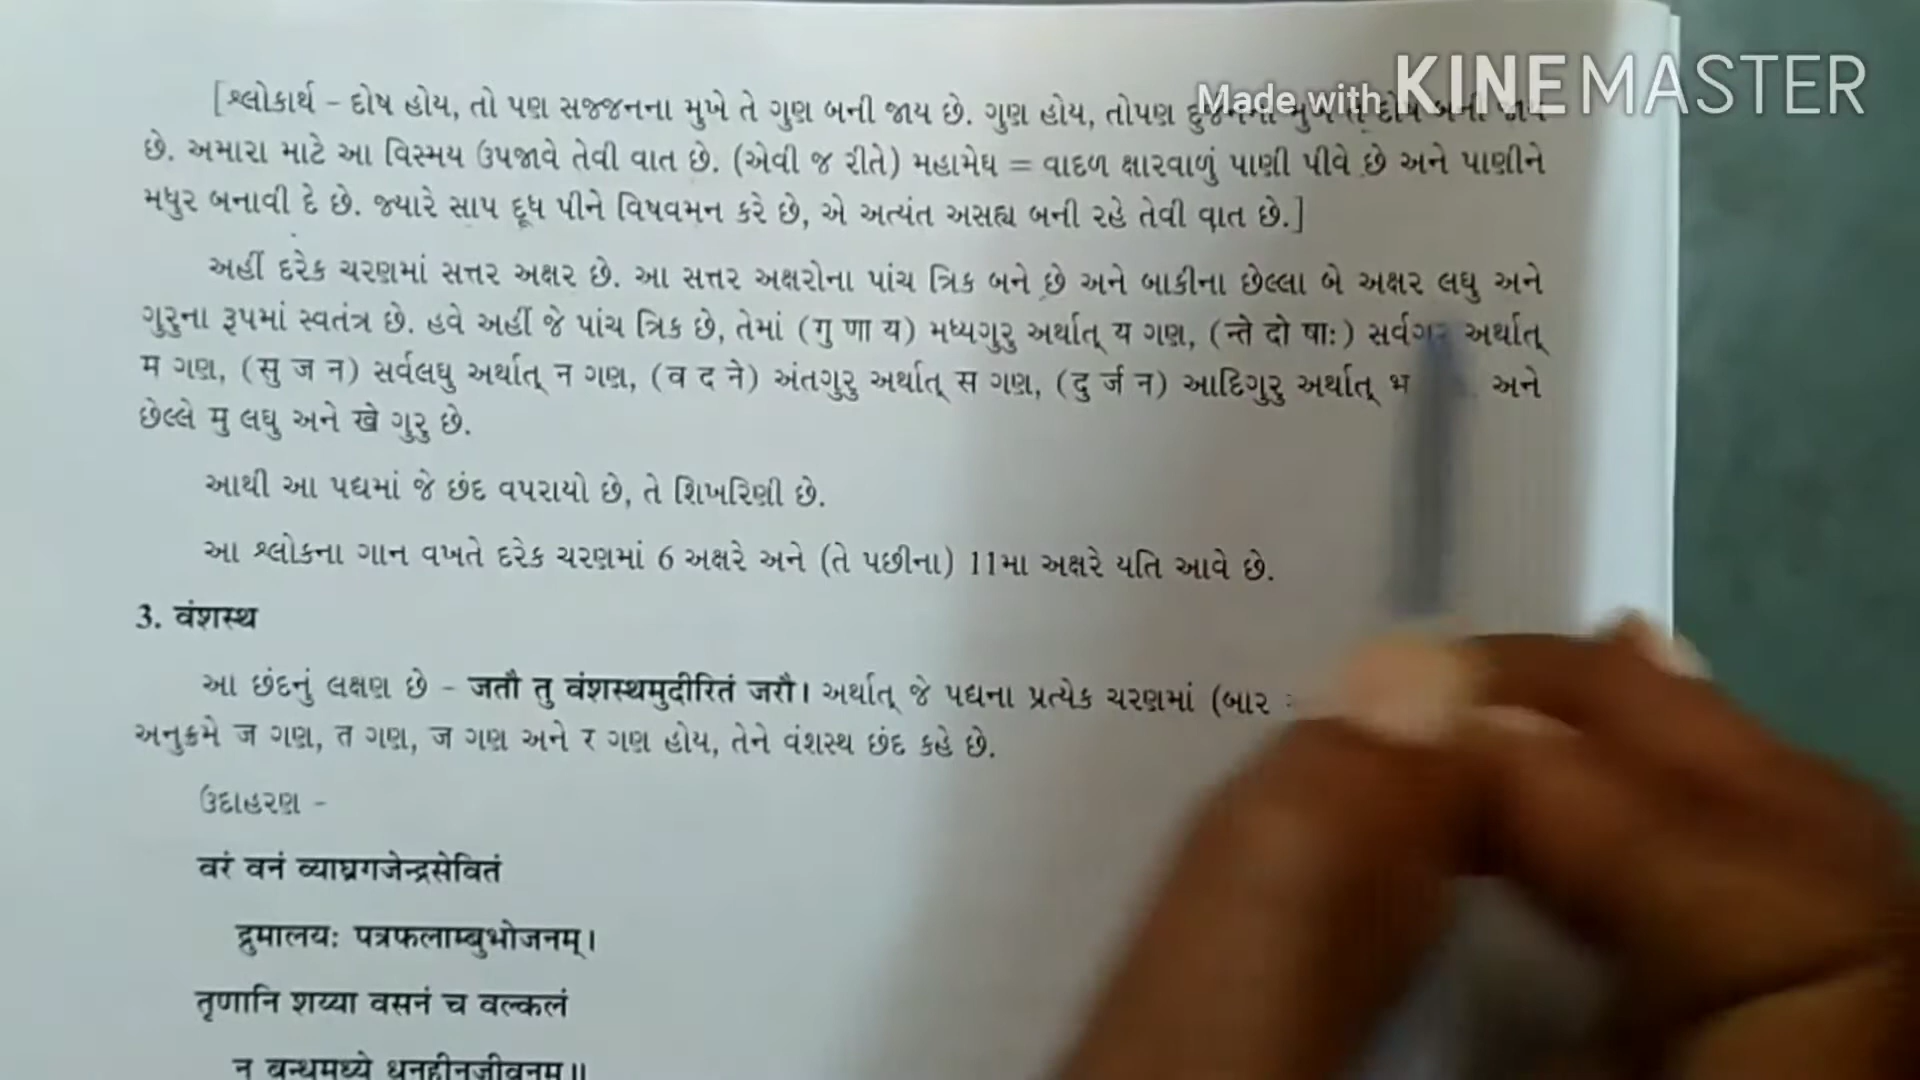 Made with KINEMASTER
[શ્લોકાર્થ – દોષ હોય, તો પણ સજ્જનના મુખે તે ગુણ બની જાય છે. ગુણ હોય, તોપણ દુર્જનના મુખે તે દોષ બની જાય
છે. અમારા માટે આ વિસ્મય ઉપજાવે તેવી વાત છે. (એવી જ રીતે) મહામેઘ = વાદળ ક્ષારવાળું પાણી પીવે છે અને પાણીને
મધુર બનાવી દે છે. જ્યારે સાપ દૂધ પીને વિષવમન કરે છે, એ અત્યંત અસહ્ય બની રહે તેવી વાત છે.]
અહીં દરેક ચરણમાં સત્તર અક્ષર છે. આ સત્તર અક્ષરોના પાંચ ત્રિક બને છે અને બાકીના છેલ્લા બે અક્ષર લઘુ અને
ગુરુના રૂપમાં સ્વતંત્ર છે. હવે અહીં જે પાંચ ત્રિક છે, તેમાં (गु णा य) મધ્યગુરુ અર્થાત્ य ગણ, (न्ते दो षाः) સર્વગુરુ અર્થાત્
म ગણ, (सु ज न) સર્વલઘુ અર્થાત્ न ગણ, (व द ने) અંતગુરુ અર્થાત્ स ગણ, (दु र्ज न) આદિગુરુ અર્થાત્ भ અને
છેલ્લે मु લઘુ અને खे ગુરુ છે.
આથી આ પદ્યમાં જે છંદ વપરાયો છે, તે શિખરિણી છે.
આ શ્લોકના ગાન વખતે દરેક ચરણમાં 6 અક્ષરે અને (તે પછીના) 11મા અક્ષરે યતિ આવે છે.
3. વંશસ્થ
આ છંદનું લક્ષણ છે – जतौ तु वंशस्थमुदीरितं जरौ। અર્થાત્ જે પદ્યના પ્રત્યેક ચરણમાં (બાર
અનુક્રમે ज ગણ, त ગણ, ज ગણ અને र ગણ હોય, તેને વંશસ્થ છંદ કહે છે.
ઉદાહરણ –
वरं वनं व्याघ्रगजेन्द्रसेवितं
द्रुमालयः पत्रफलाम्बुभोजनम्।
तृणानि शय्या वसनं च वल्कलं
न बन्धुमध्ये धनहीनजीवनम्॥